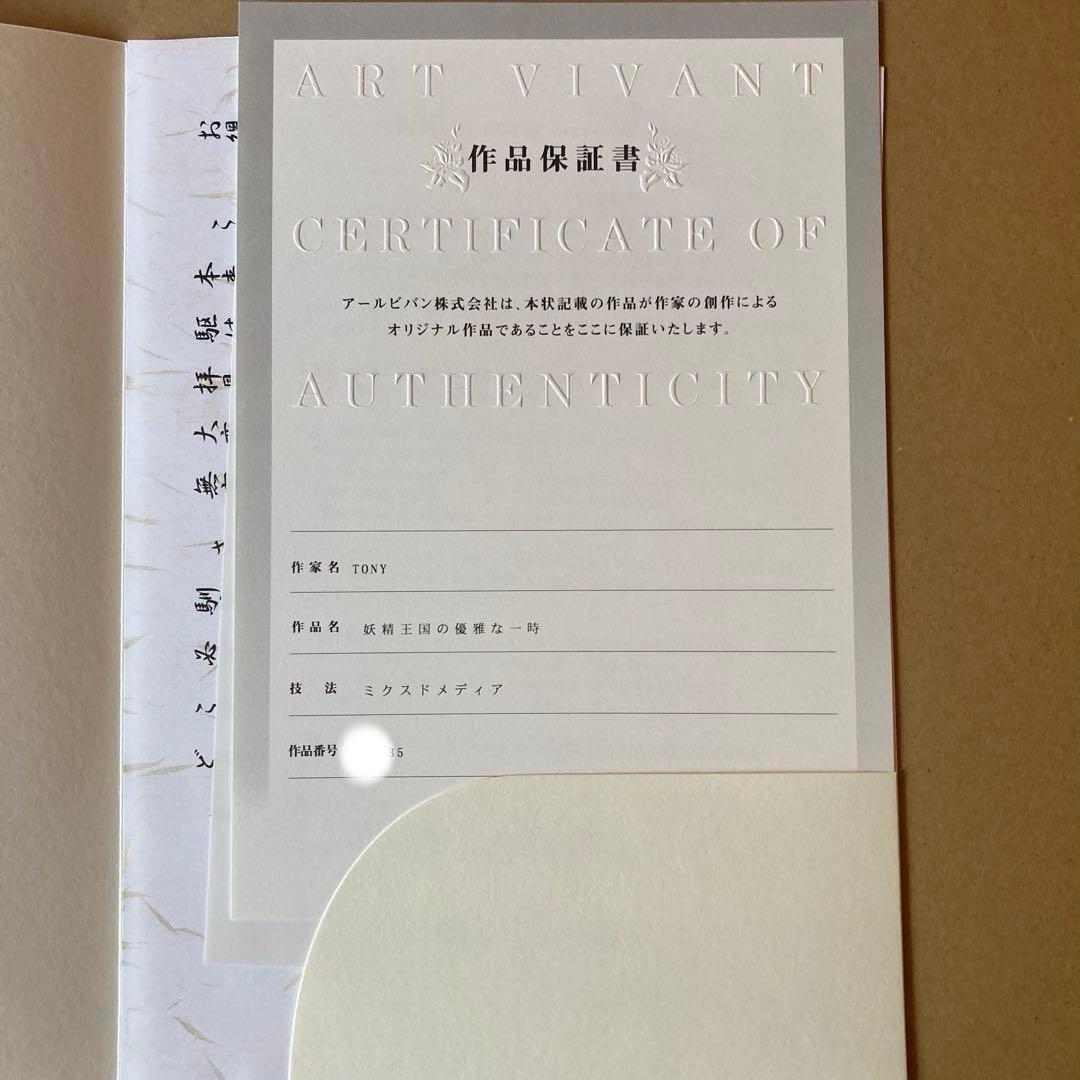 ART VIVANT
作品保証書
CERTIFICATE OF
アールビバン株式会社は、本状記載の作品が作家の創作による
オリジナル作品であることをここに保証いたします。
AUTHENTICITY
作家名 TONY
作品名 妖精王国の優雅な一時
技 法 ミクスドメディア
作品番号 35